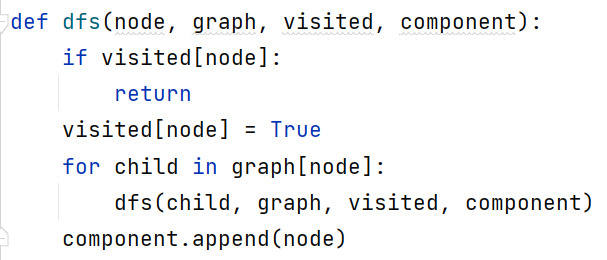 def dfs(node, graph, visited, component):
    if visited[node]:
        return
    visited[node] = True
    for child in graph[node]:
        dfs(child, graph, visited, component)
    component.append(node)